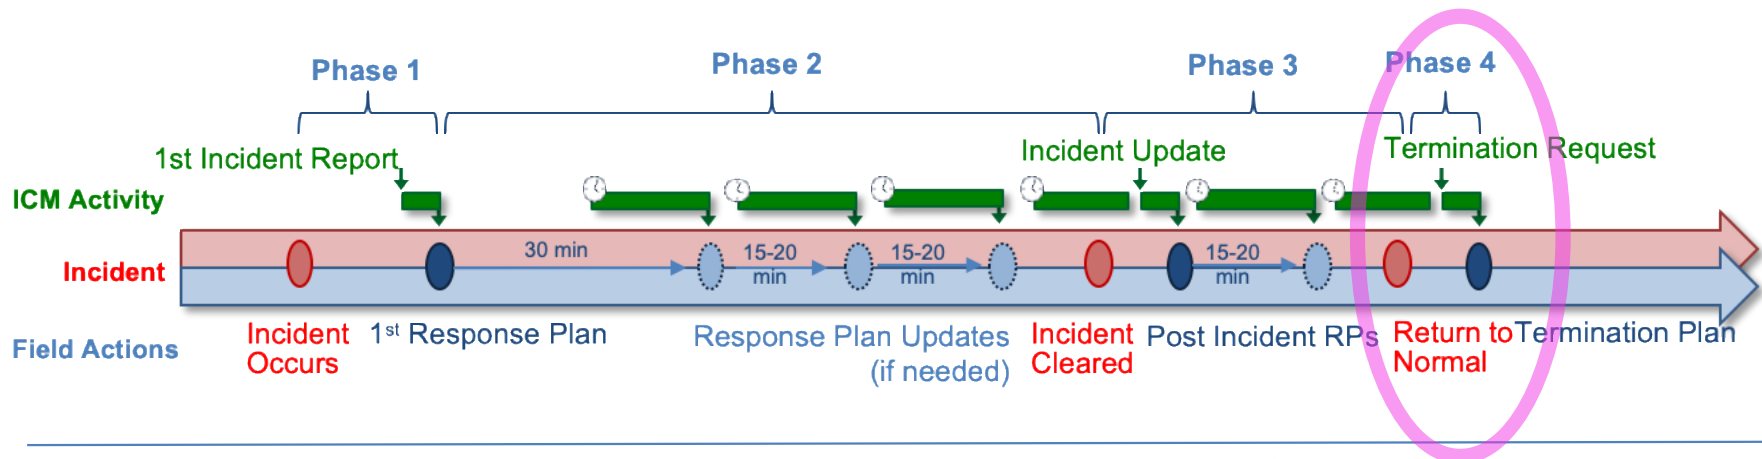 Phase 1
Phase 2
Phase 3
Phase 4
1st Incident Report
Incident Update
Termination Request
ICM Activity
30 min
15-20
min
15-20
min
15-20
min
Incident
Incident
Occurs
1st Response Plan
Response Plan Updates
(if needed)
Incident
Cleared
Post Incident RPs
Return to
Normal
Termination Plan
Field Actions